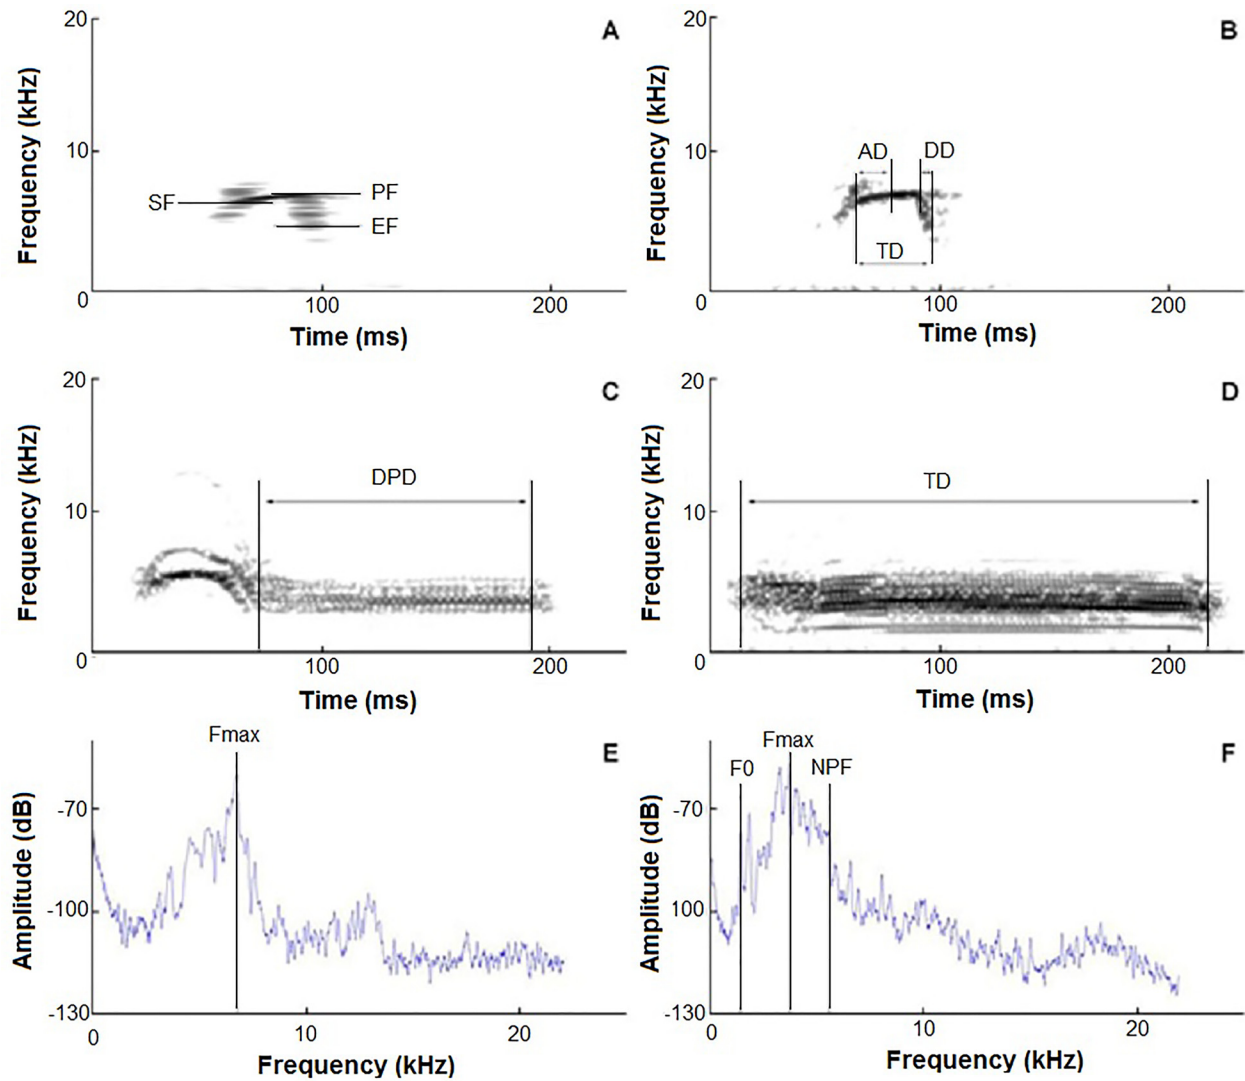 20
A
Frequency (kHz)
10
SF
PF
EF
0
100
200
Time (ms)
20
B
Frequency (kHz)
10
AD
DD
TD
0
100
200
Time (ms)
20
C
Frequency (kHz)
DPD
10
0
100
200
Time (ms)
20
D
Frequency (kHz)
TD
10
0
100
200
Time (ms)
Fmax
E
Amplitude (dB)
-70
-100
-130
0
10
20
Frequency (kHz)
Fmax
F
F0
NPF
Amplitude (dB)
-70
100
-130
0
10
20
Frequency (kHz)